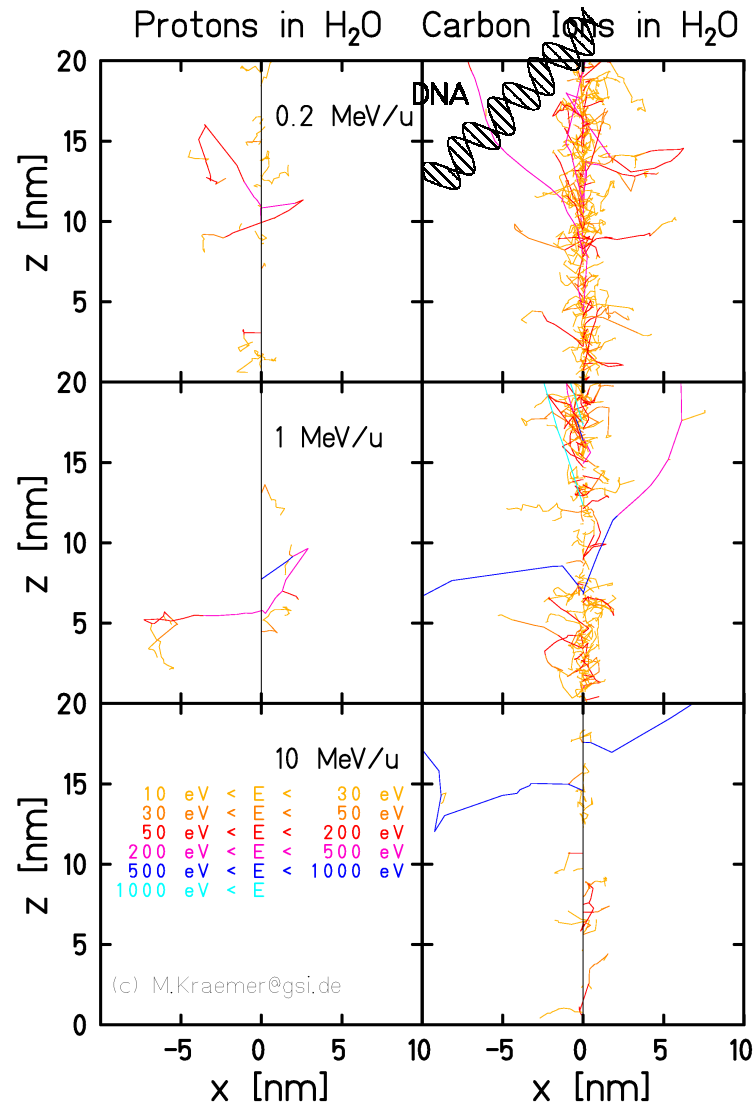 Protons in H₂O
Carbon Ions in H₂O
DNA
0.2 MeV/u
20
15
10
5
z [nm]
1 MeV/u
20
15
10
5
z [nm]
10 MeV/u
10 eV < E < 30 eV
30 eV < E < 50 eV
50 eV < E < 200 eV
200 eV < E < 500 eV
500 eV < E < 1000 eV
1000 eV < E
20
15
10
5
0
z [nm]
(c) M.Kraemer@gsi.de
-5 0 5 10 -5 0 5 10
x [nm] x [nm]